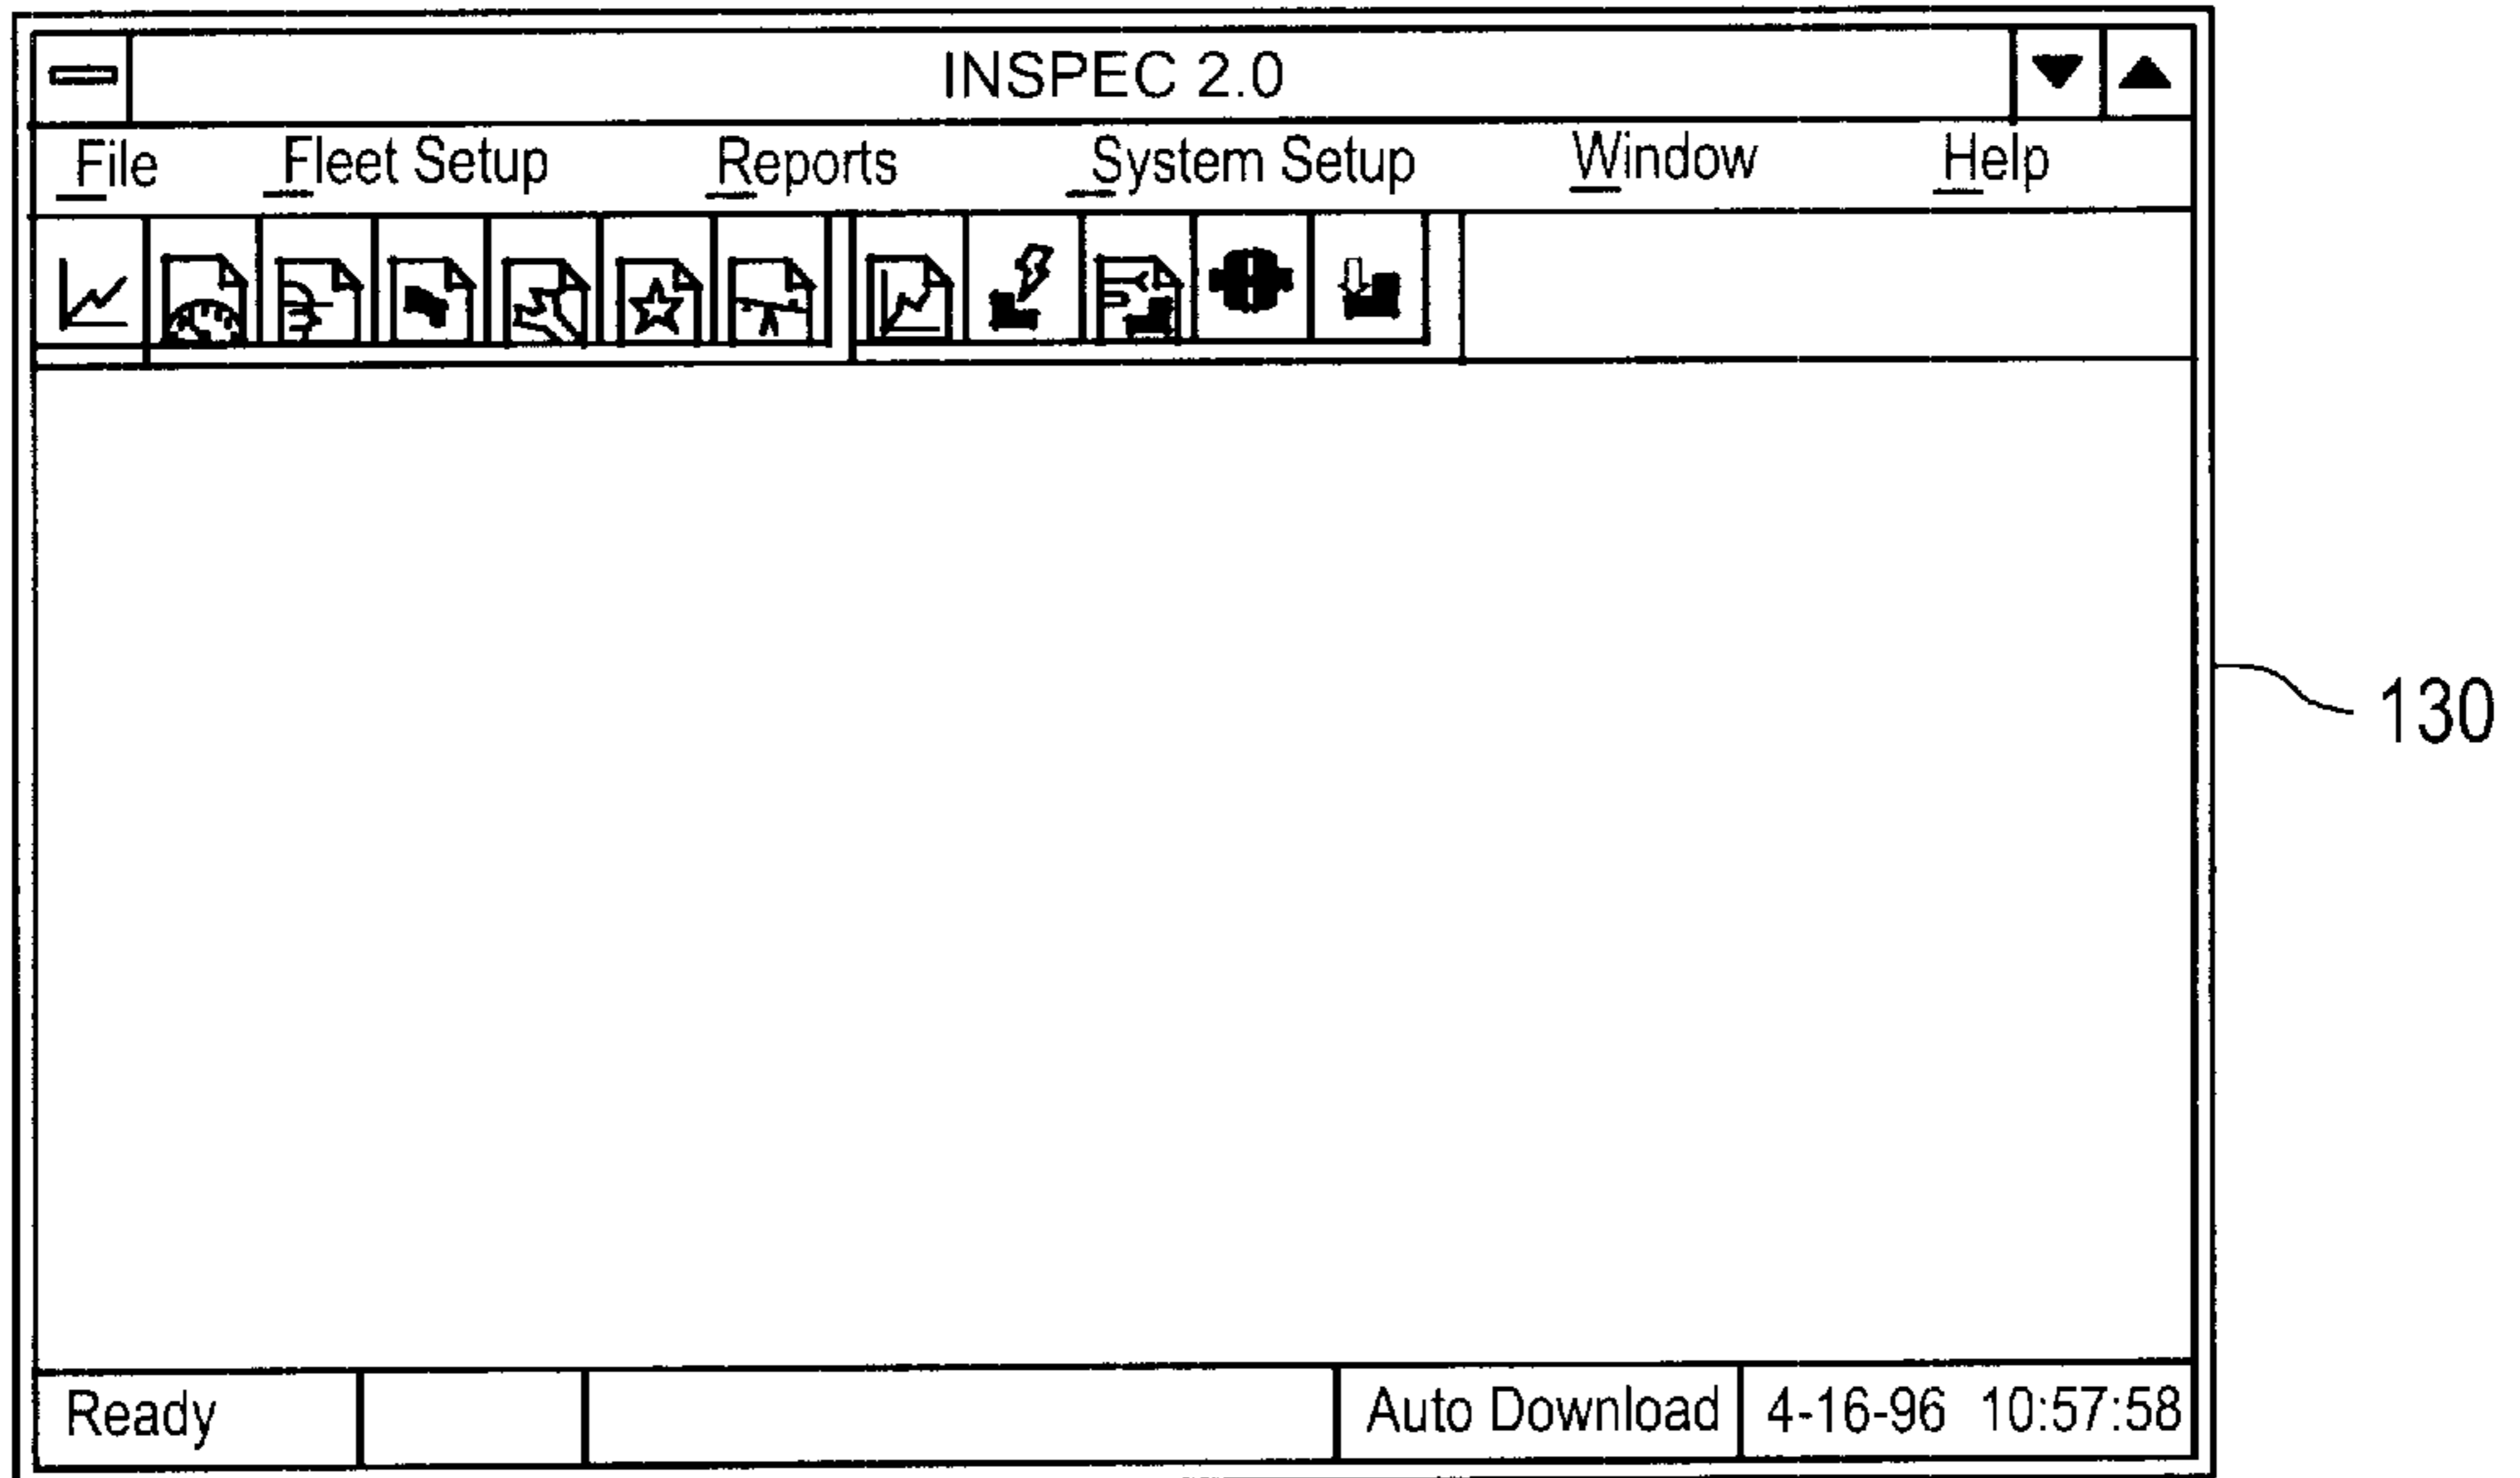 INSPEC 2.0
File Fleet Setup Reports System Setup Window Help
130
Ready Auto Download 4-16-96 10:57:58